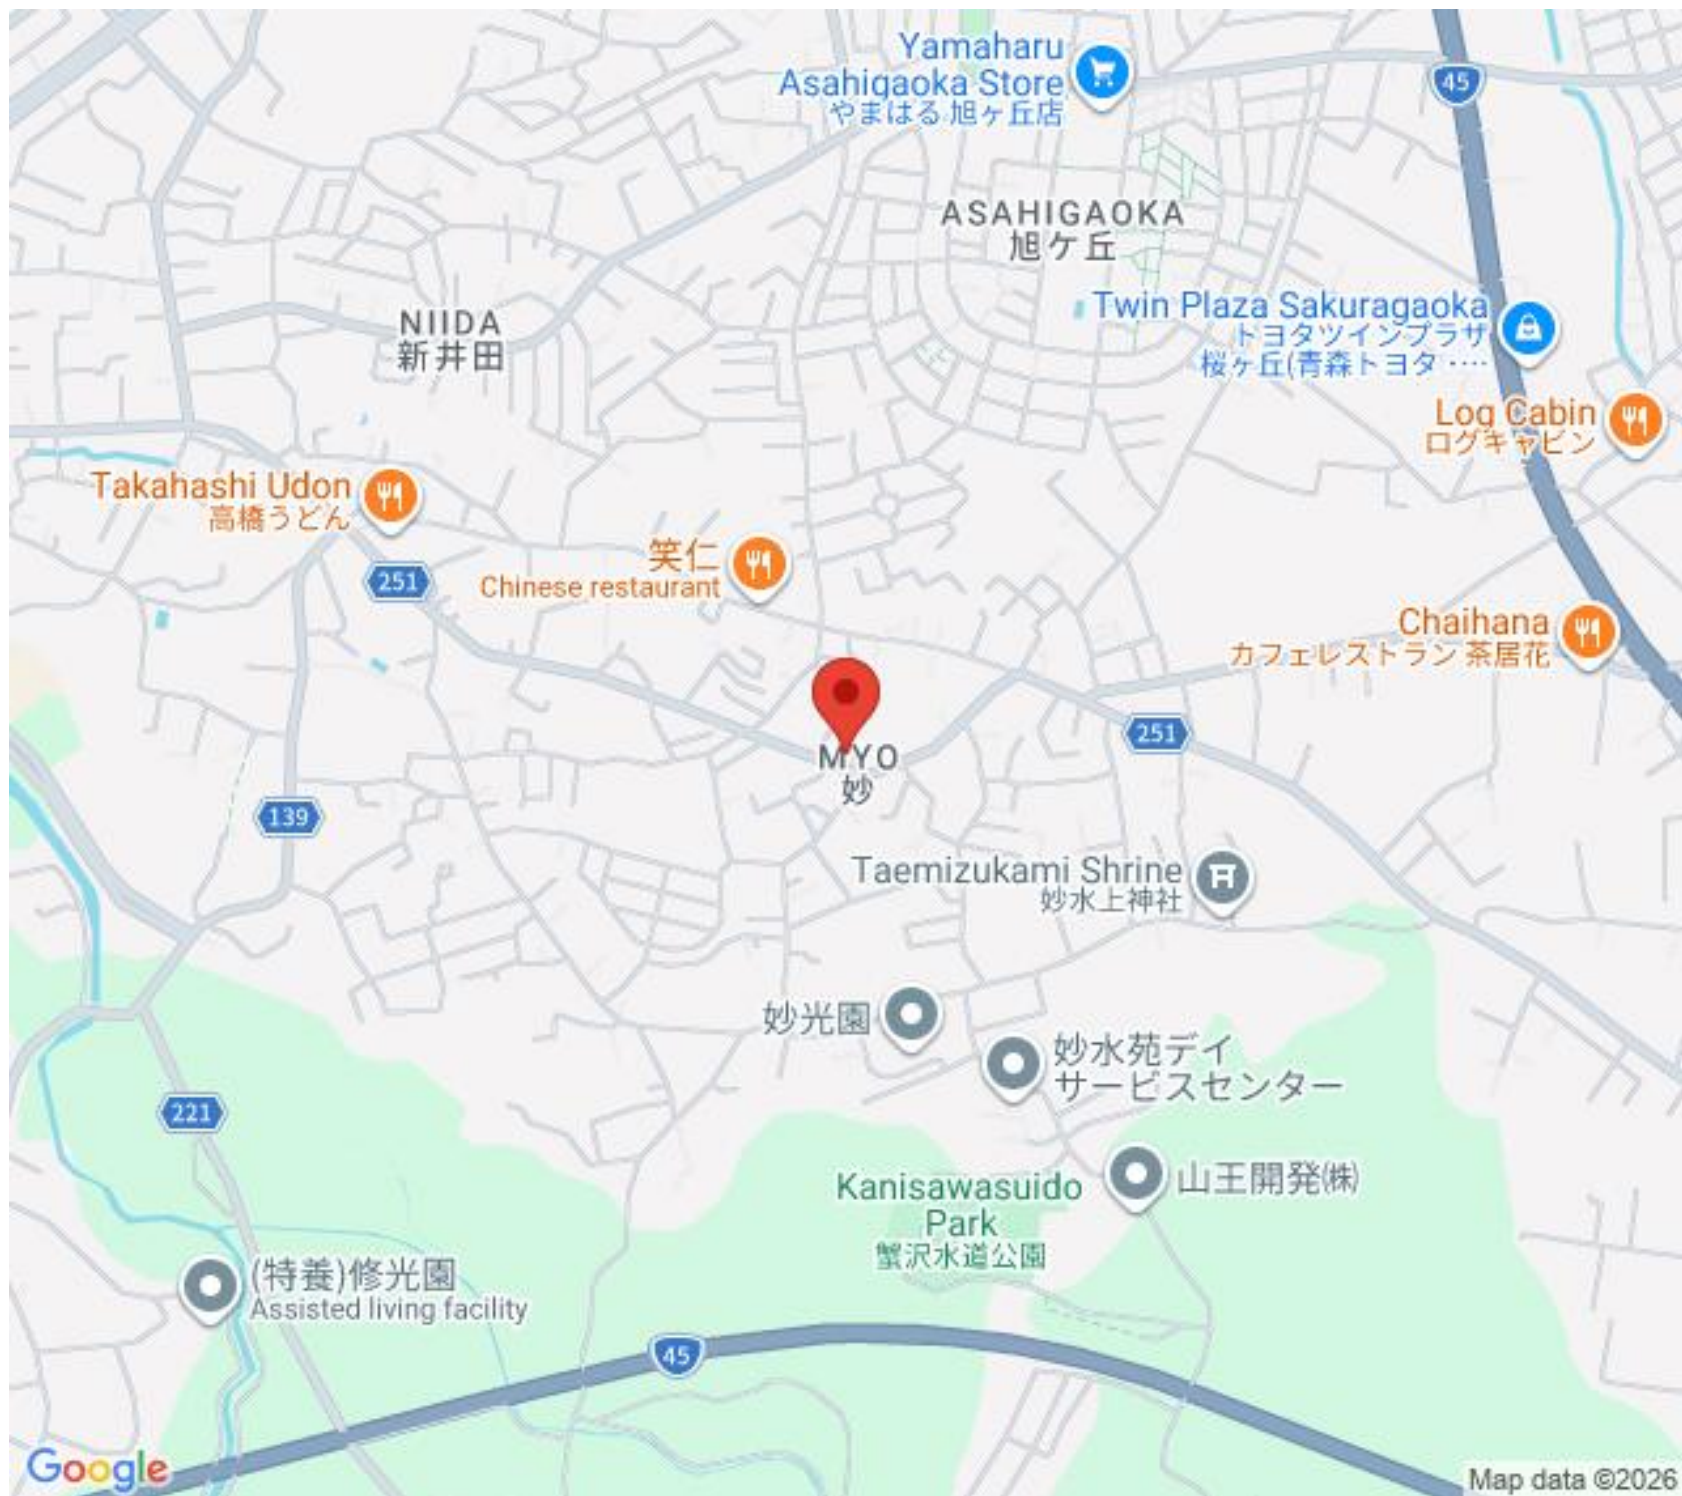 Yamaharu
Asahigaoka Store
やまはる 旭ヶ丘店
45
ASAHIGAOKA
旭ケ丘
Twin Plaza Sakuragaoka
トヨタツインプラザ
桜ヶ丘(青森トヨタ ····
NIIDA
新井田
Log Cabin
ログキャビン
Takahashi Udon
高橋うどん
笑仁
Chinese restaurant
251
Chaihana
カフェレストラン 茶居花
MYO
妙
251
139
Taemizukami Shrine
妙水上神社
妙光園
妙水苑デイ
サービスセンター
221
Kanisawasuido
Park
蟹沢水道公園
山王開発㈱
(特養)修光園
Assisted living facility
45
Google
Map data ©2026